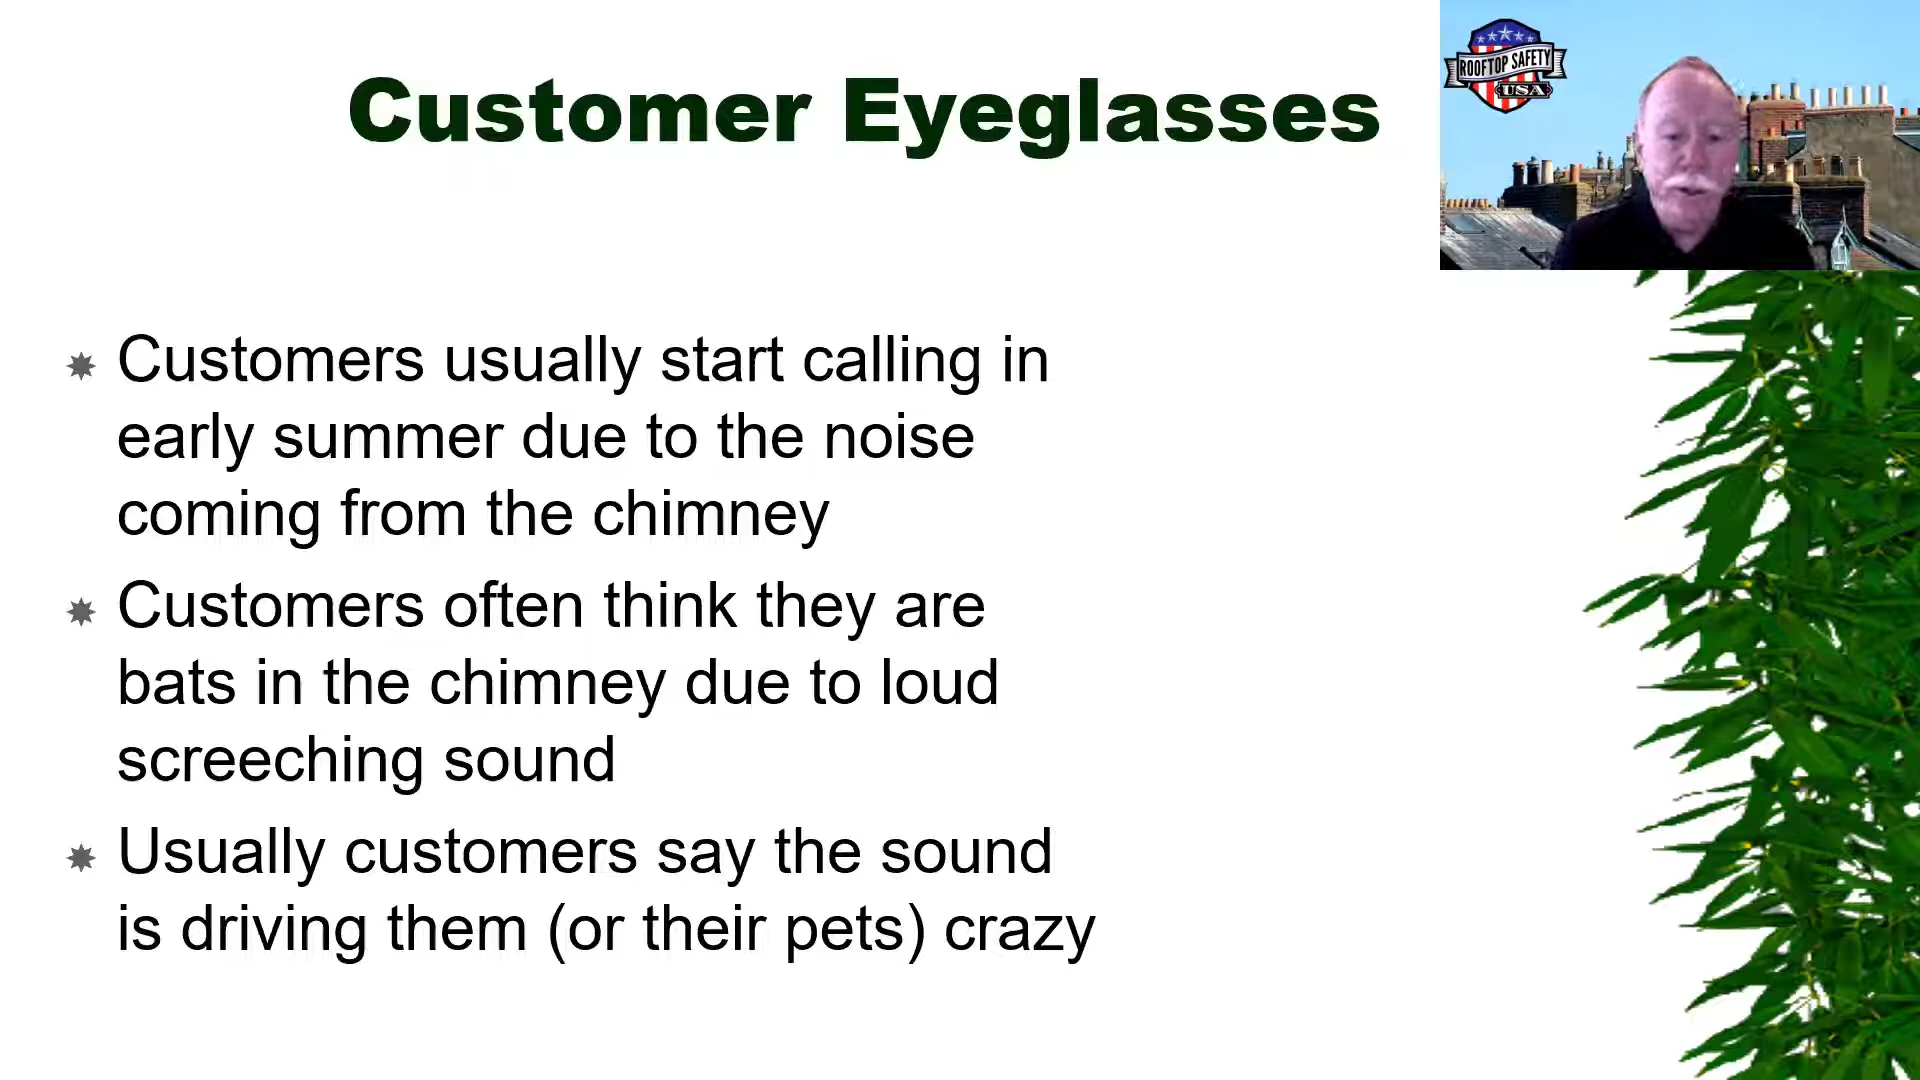 Customer Eyeglasses
ROOFTOP SAFETY
USA
Customers usually start calling in
early summer due to the noise
coming from the chimney
Customers often think they are
bats in the chimney due to loud
screeching sound
Usually customers say the sound
is driving them (or their pets) crazy